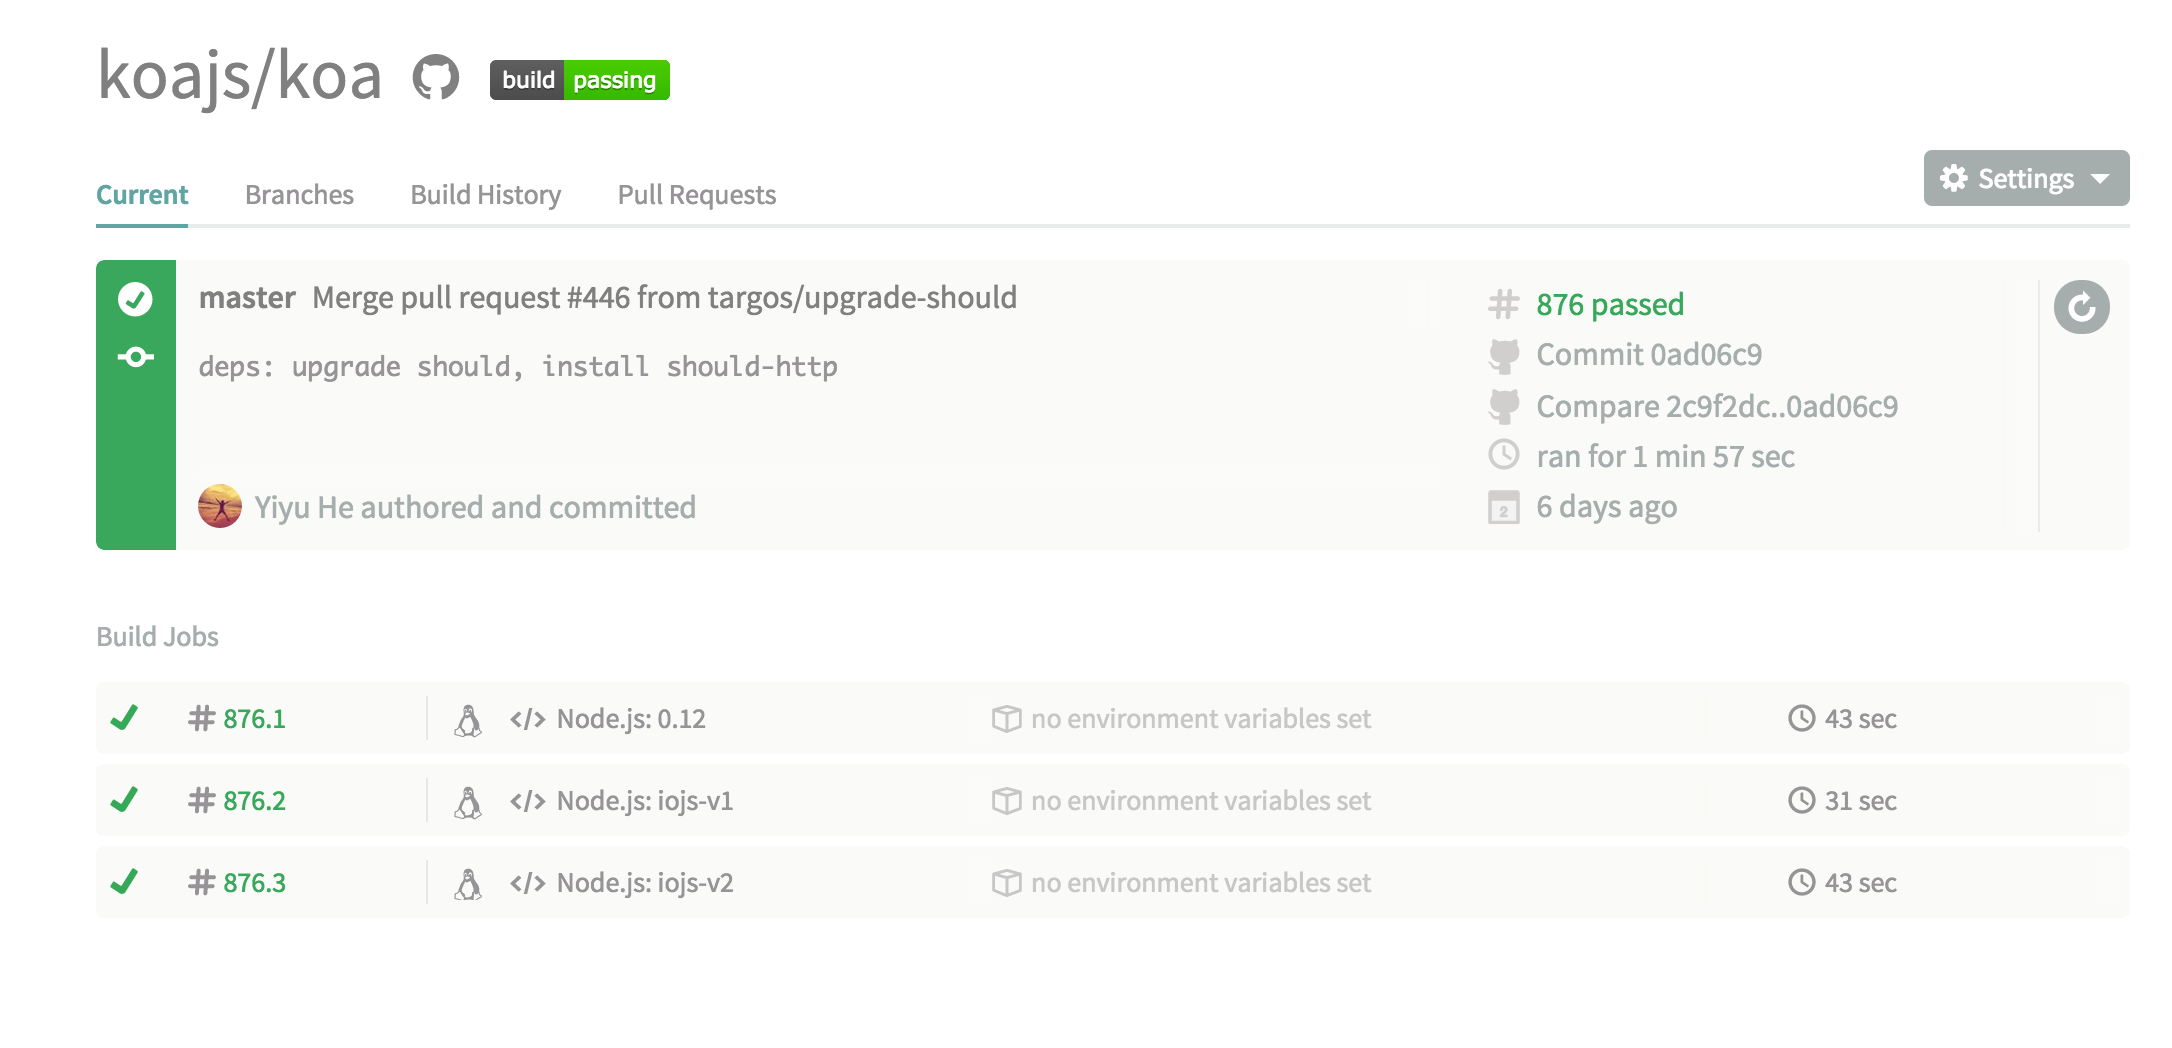 koajs/koa build passing
Current Branches Build History Pull Requests Settings
master Merge pull request #446 from targos/upgrade-should
deps: upgrade should, install should-http
Yiyu He authored and committed
# 876 passed
Commit 0ad06c9
Compare 2c9f2dc..0ad06c9
ran for 1 min 57 sec
2 6 days ago
Build Jobs
# 876.1 </> Node.js: 0.12 no environment variables set 43 sec
# 876.2 </> Node.js: iojs-v1 no environment variables set 31 sec
# 876.3 </> Node.js: iojs-v2 no environment variables set 43 sec